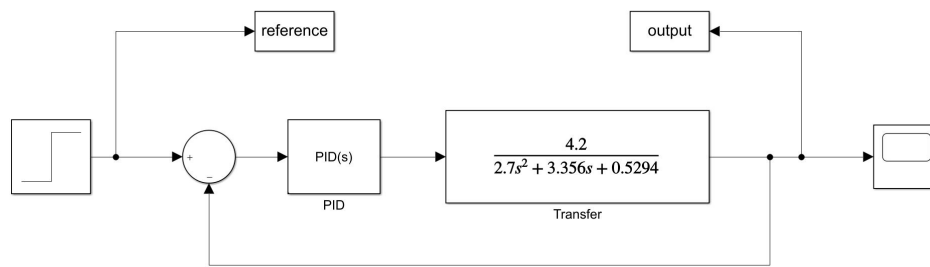 reference
output
+
−
PID(s)
PID
4.2
2.7s² + 3.356s + 0.5294
Transfer